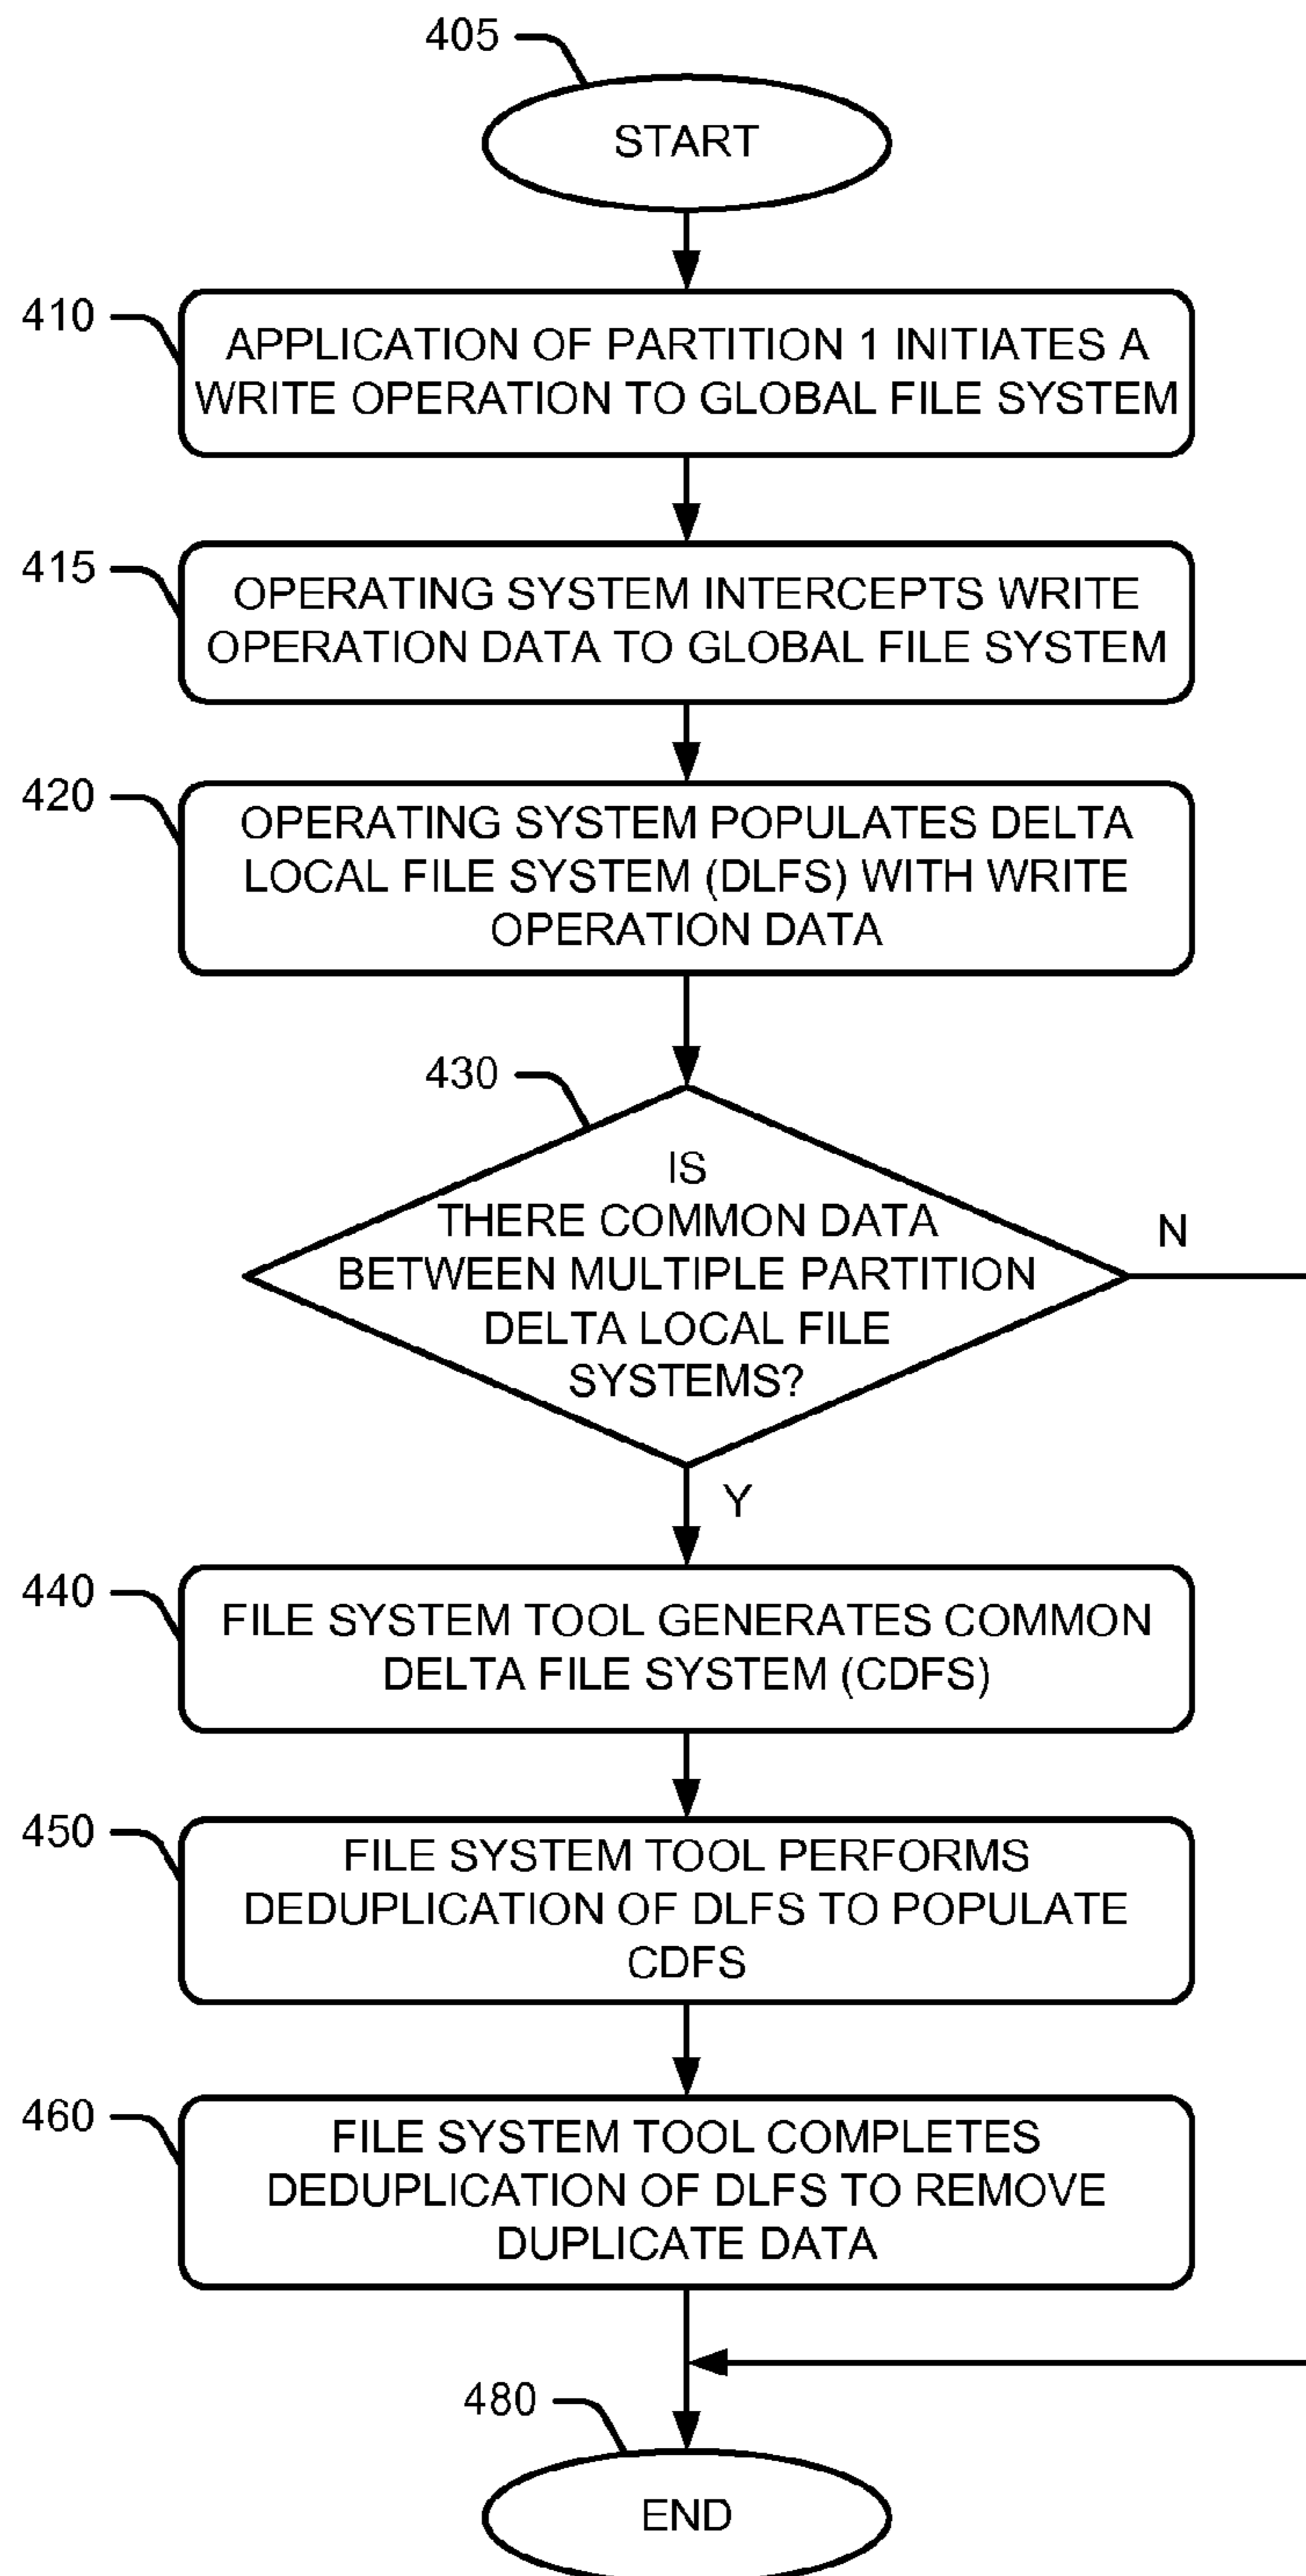 405
START
410
APPLICATION OF PARTITION 1 INITIATES A
WRITE OPERATION TO GLOBAL FILE SYSTEM
415
OPERATING SYSTEM INTERCEPTS WRITE
OPERATION DATA TO GLOBAL FILE SYSTEM
420
OPERATING SYSTEM POPULATES DELTA
LOCAL FILE SYSTEM (DLFS) WITH WRITE
OPERATION DATA
430
IS
THERE COMMON DATA
BETWEEN MULTIPLE PARTITION
DELTA LOCAL FILE
SYSTEMS?
N
Y
440
FILE SYSTEM TOOL GENERATES COMMON
DELTA FILE SYSTEM (CDFS)
450
FILE SYSTEM TOOL PERFORMS
DEDUPLICATION OF DLFS TO POPULATE
CDFS
460
FILE SYSTEM TOOL COMPLETES
DEDUPLICATION OF DLFS TO REMOVE
DUPLICATE DATA
480
END